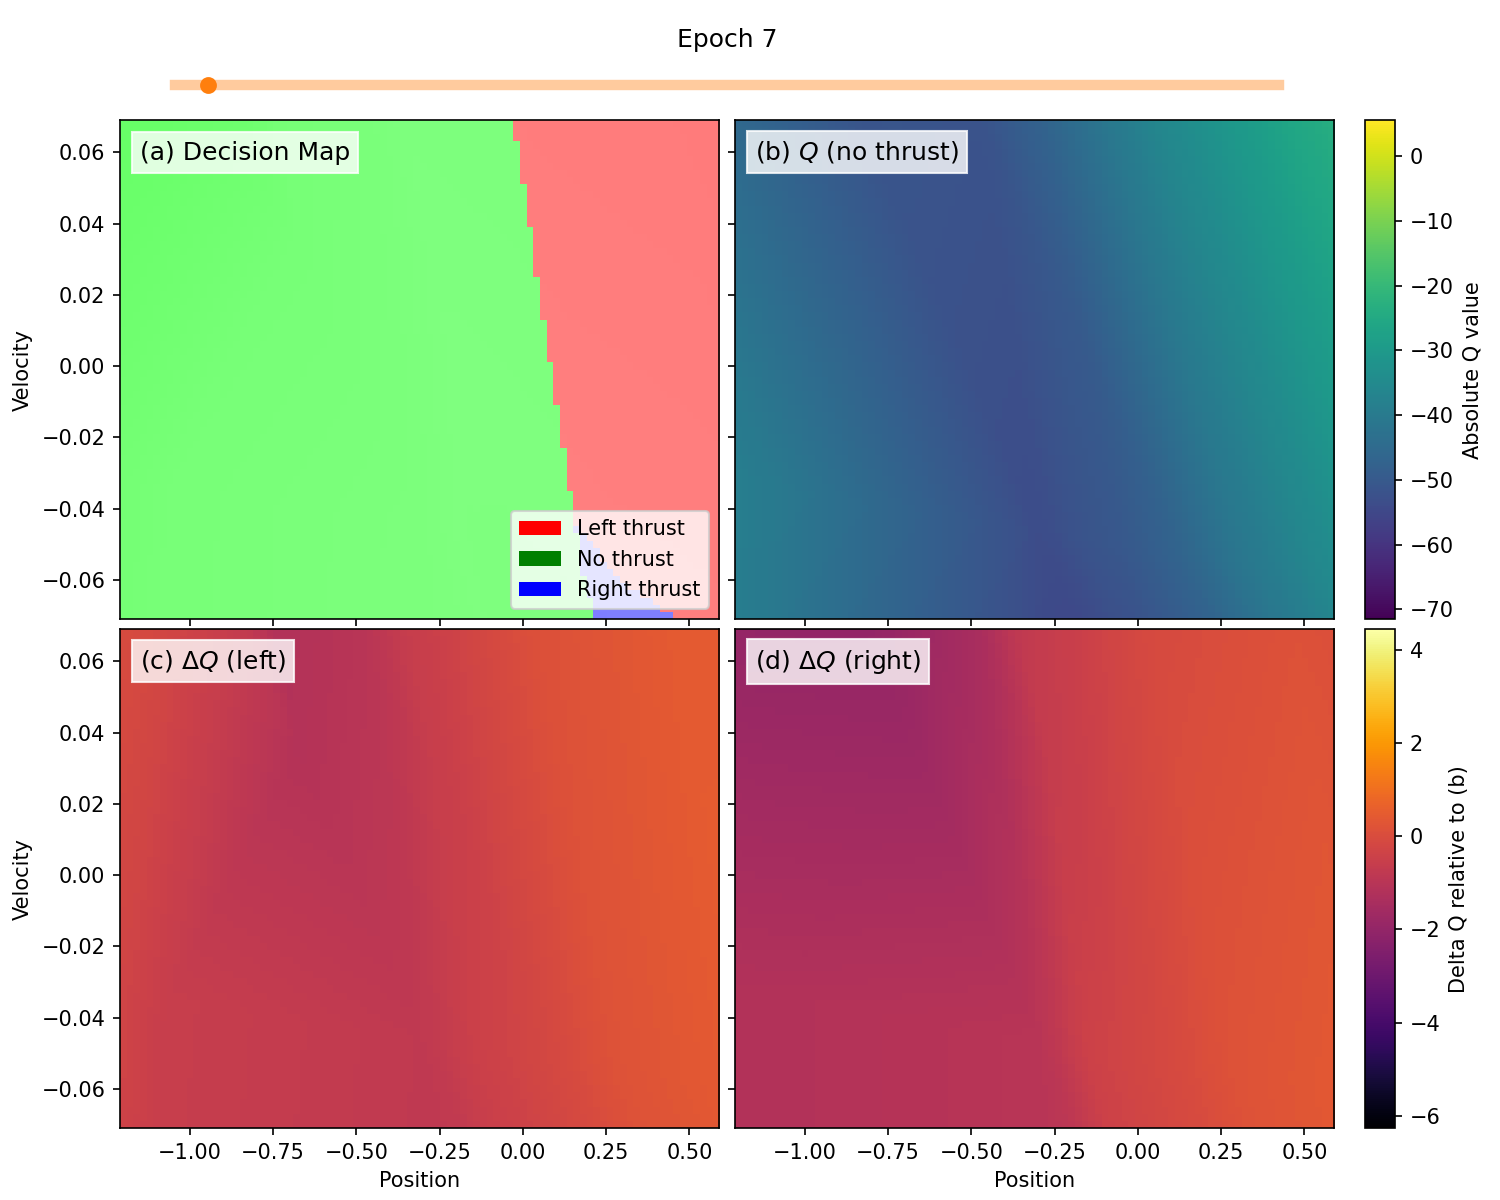 Epoch 7
(a) Decision Map
(b) Q (no thrust)
0.06
0.04
0.02
0.00
−0.02
−0.04
−0.06
Velocity
Left thrust
No thrust
Right thrust
0
−10
−20
−30
−40
−50
−60
−70
Absolute Q value
(c) ΔQ (left)
(d) ΔQ (right)
0.06
0.04
0.02
0.00
−0.02
−0.04
−0.06
Velocity
4
2
0
−2
−4
−6
Delta Q relative to (b)
−1.00 −0.75 −0.50 −0.25 0.00 0.25 0.50
Position
−1.00 −0.75 −0.50 −0.25 0.00 0.25 0.50
Position